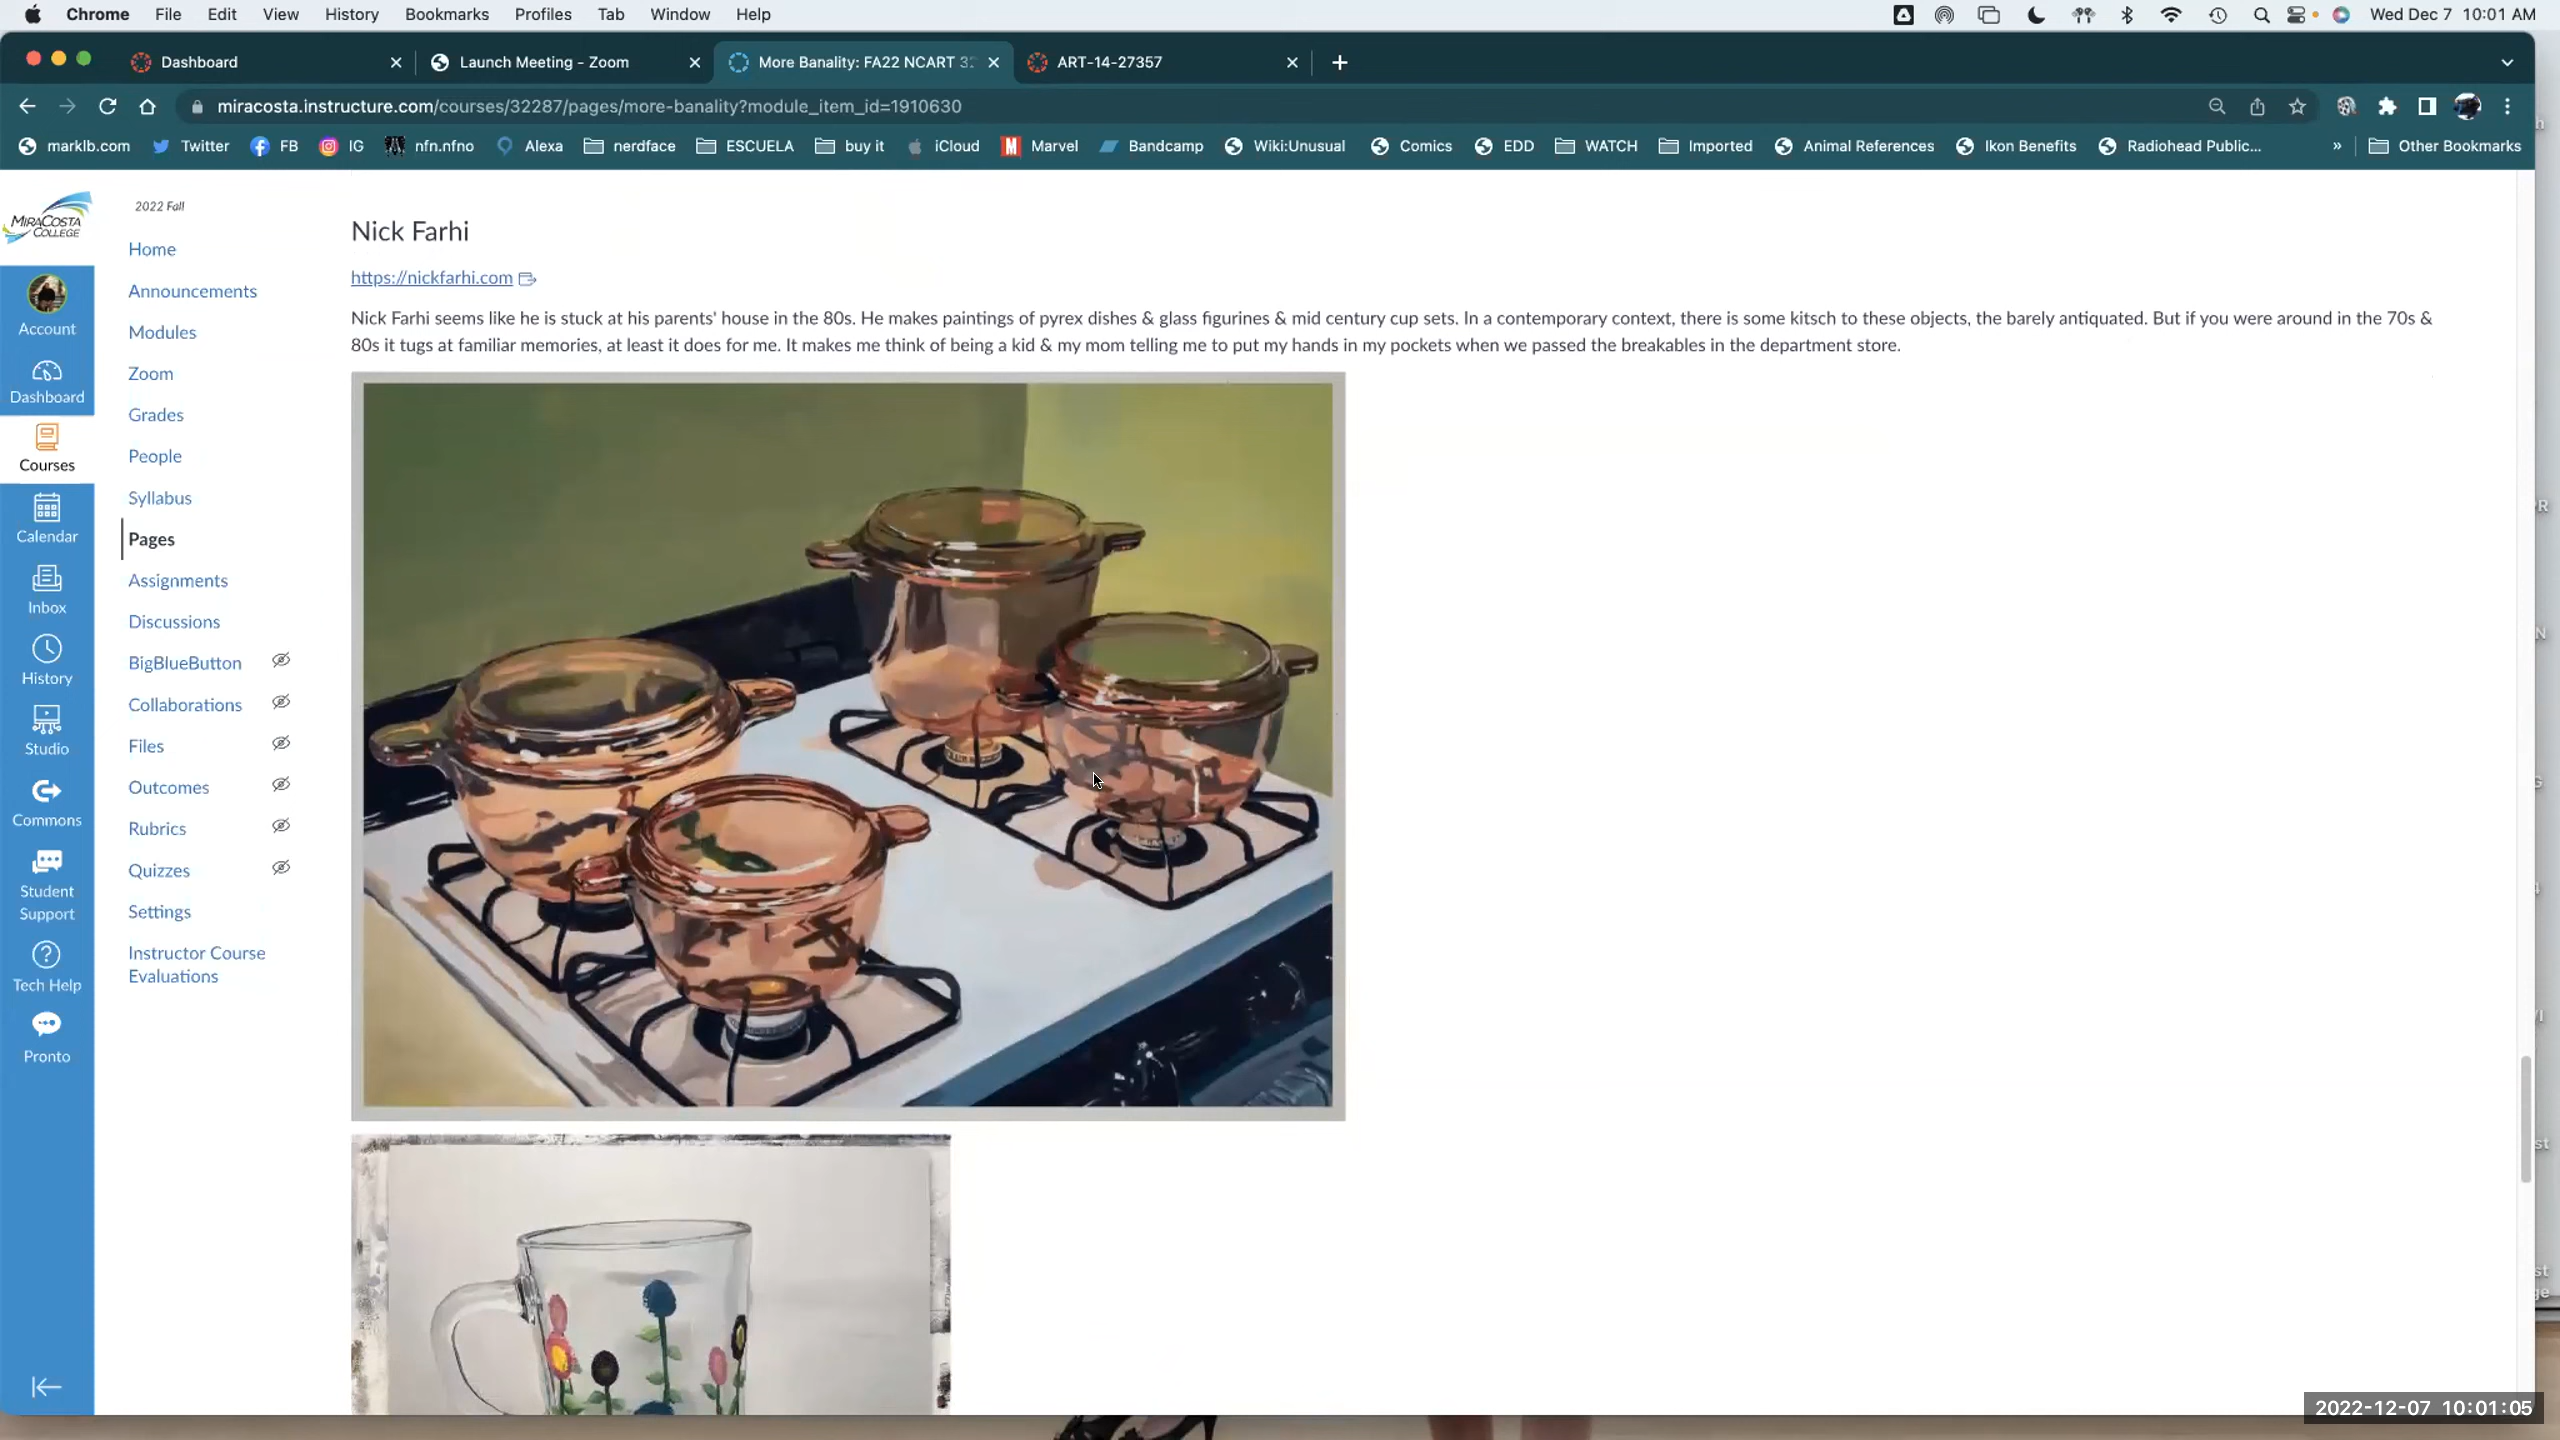 Chrome File Edit View History Bookmarks Profiles Tab Window Help Wed Dec 7 10:01 AM
Dashboard Launch Meeting - Zoom More Banality: FA22 NCART 32 ART-14-27357
miracosta.instructure.com/courses/32287/pages/more-banality?module_item_id=1910630
marklb.com Twitter FB IG nfn.nfno Alexa nerdface ESCUELA buy it iCloud Marvel Bandcamp Wiki:Unusual Comics EDD WATCH Imported Animal References Ikon Benefits Radiohead Public... » Other Bookmarks
MIRACOSTA
COLLEGE
Account
Dashboard
Courses
Calendar
Inbox
History
Studio
Commons
Student
Support
Tech Help
Pronto
2022 Fall
Home
Announcements
Modules
Zoom
Grades
People
Syllabus
Pages
Assignments
Discussions
BigBlueButton
Collaborations
Files
Outcomes
Rubrics
Quizzes
Settings
Instructor Course
Evaluations
Nick Farhi
https://nickfarhi.com
Nick Farhi seems like he is stuck at his parents' house in the 80s. He makes paintings of pyrex dishes & glass figurines & mid century cup sets. In a contemporary context, there is some kitsch to these objects, the barely antiquated. But if you were around in the 70s &
80s it tugs at familiar memories, at least it does for me. It makes me think of being a kid & my mom telling me to put my hands in my pockets when we passed the breakables in the department store.
2022-12-07 10:01:05